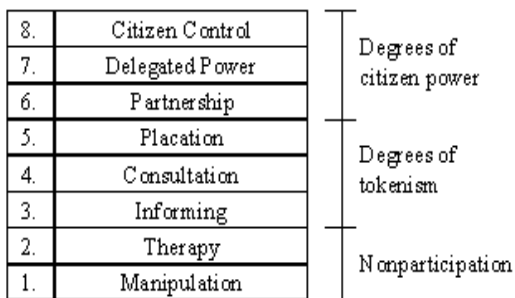 8. Citizen Control
7. Delegated Power
6. Partnership
5. Placation
4. Consultation
3. Informing
2. Therapy
1. Manipulation
Degrees of
citizen power
Degrees of
tokenism
Nonparticipation